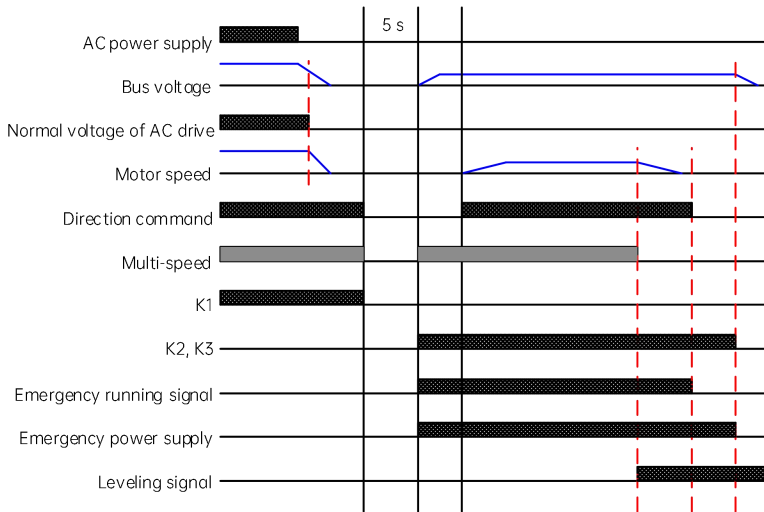 5 s
AC power supply
Bus voltage
Normal voltage of AC drive
Motor speed
Direction command
Multi-speed
K1
K2, K3
Emergency running signal
Emergency power supply
Leveling signal